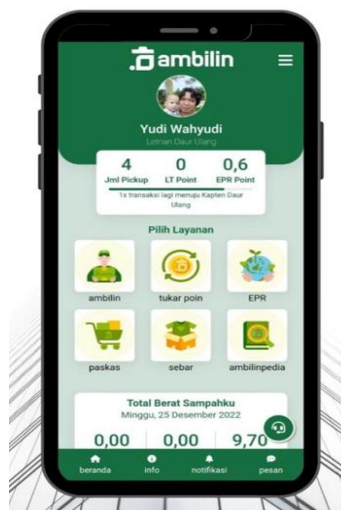 ambilin
Yudi Wahyudi
Letnan Daur Ulang
4 0 0,6
Jml Pickup LT Point EPR Point
1x transaksi lagi menuju Kapten Daur
Ulang
Pilih Layanan
ambilin tukar poin EPR
paskas sebar ambilinpedia
Total Berat Sampahku
Minggu, 25 Desember 2022
0,00 0,00 9,70
beranda info notifikasi pesan